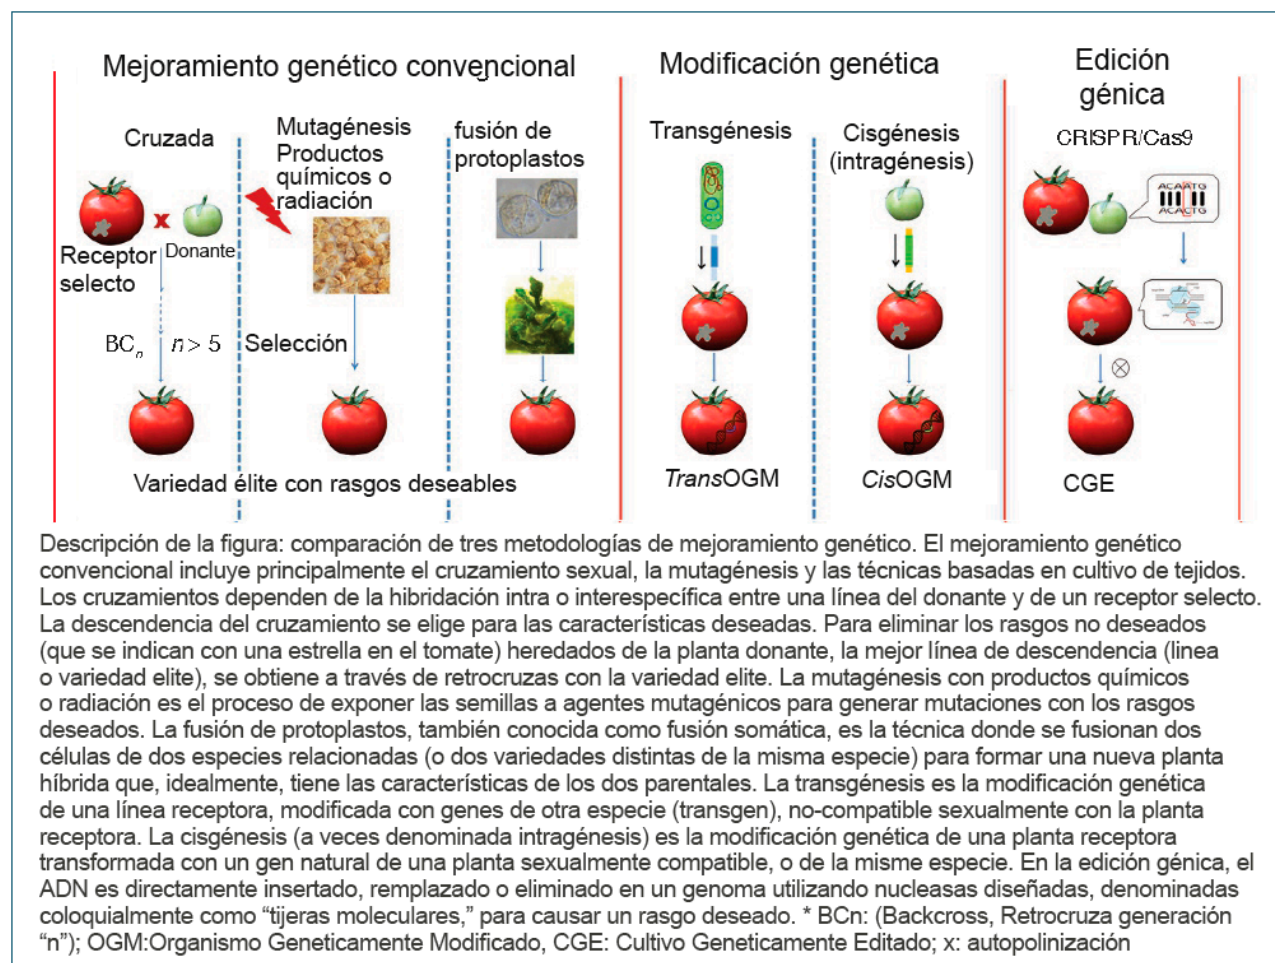 Mejoramiento genético convencional
Modificación genética
Edición
génica
Cruzada
Mutagénesis
Productos
químicos o
radiación
fusión de
protoplastos
Transgénesis
Cisgénesis
(intragénesis)
CRISPR/Cas9
ACAATG
ACACTG
x
Receptor
selecto
Donante
BCn n > 5
Selección
Variedad élite con rasgos deseables
TransOGM
CisOGM
CGE
Descripción de la figura: comparación de tres metodologías de mejoramiento genético. El mejoramiento genético
convencional incluye principalmente el cruzamiento sexual, la mutagénesis y las técnicas basadas en cultivo de tejidos.
Los cruzamientos dependen de la hibridación intra o interespecífica entre una línea del donante y de un receptor selecto.
La descendencia del cruzamiento se elige para las características deseadas. Para eliminar los rasgos no deseados
(que se indican con una estrella en el tomate) heredados de la planta donante, la mejor línea de descendencia (linea
o variedad elite), se obtiene a través de retrocruzas con la variedad elite. La mutagénesis con productos químicos
o radiación es el proceso de exponer las semillas a agentes mutagénicos para generar mutaciones con los rasgos
deseados. La fusión de protoplastos, también conocida como fusión somática, es la técnica donde se fusionan dos
células de dos especies relacionadas (o dos variedades distintas de la misma especie) para formar una nueva planta
híbrida que, idealmente, tiene las características de los dos parentales. La transgénesis es la modificación genética
de una línea receptora, modificada con genes de otra especie (transgen), no-compatible sexualmente con la planta
receptora. La cisgénesis (a veces denominada intragénesis) es la modificación genética de una planta receptora
transformada con un gen natural de una planta sexualmente compatible, o de la misme especie. En la edición génica, el
ADN es directamente insertado, remplazado o eliminado en un genoma utilizando nucleasas diseñadas, denominadas
coloquialmente como “tijeras moleculares,” para causar un rasgo deseado. * BCn: (Backcross, Retrocruza generación
“n”); OGM:Organismo Geneticamente Modificado, CGE: Cultivo Geneticamente Editado; x: autopolinización